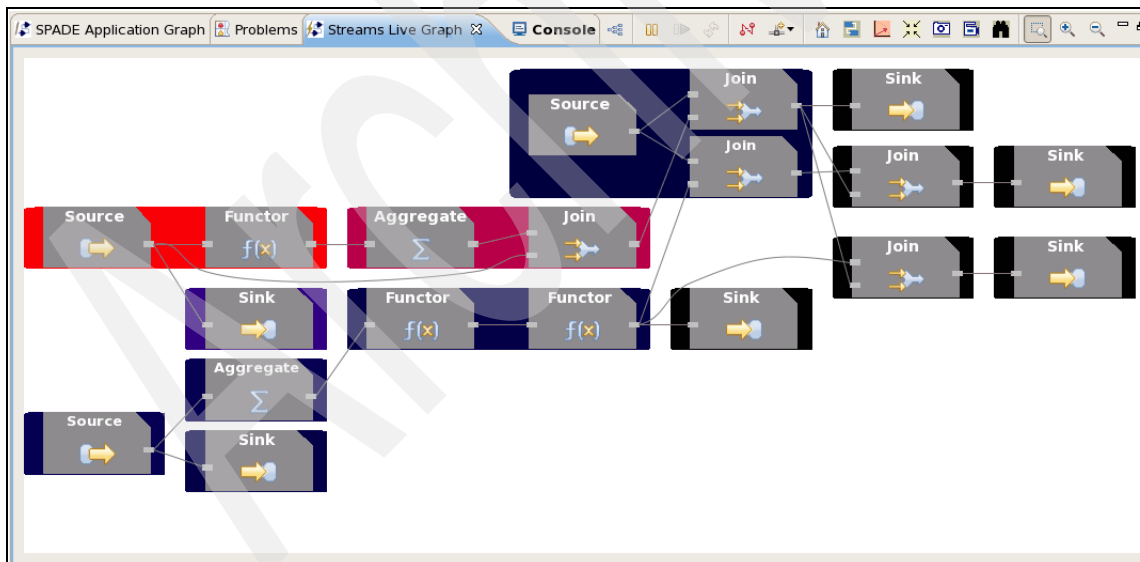 SPADE Application Graph Problems Streams Live Graph Console
Join Sink
Source
Join Join Sink
Source Functor Aggregate Join
f(x) Σ
Join Sink
Sink Functor Functor Sink
f(x) f(x)
Aggregate
Σ
Source
Sink